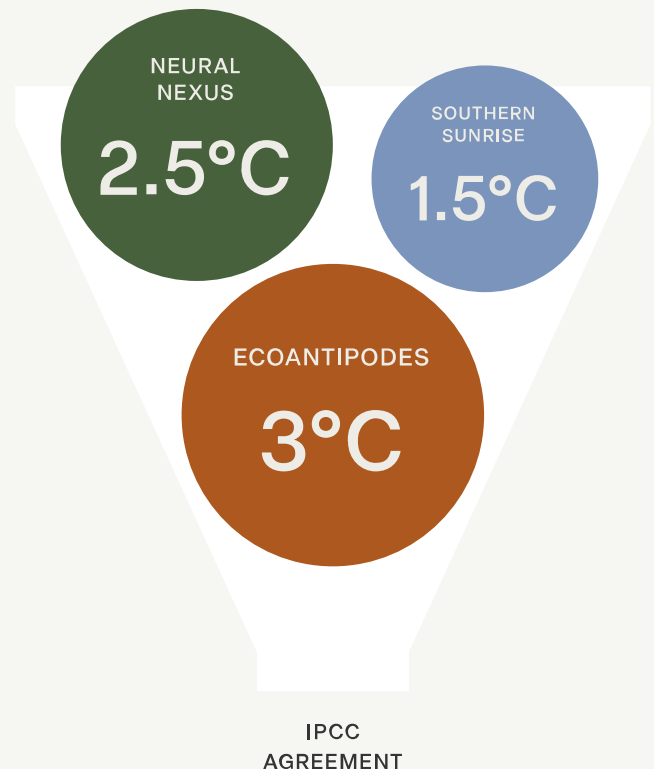 NEURAL
NEXUS
2.5°C
SOUTHERN
SUNRISE
1.5°C
ECOANTIPODES
3°C
IPCC
AGREEMENT